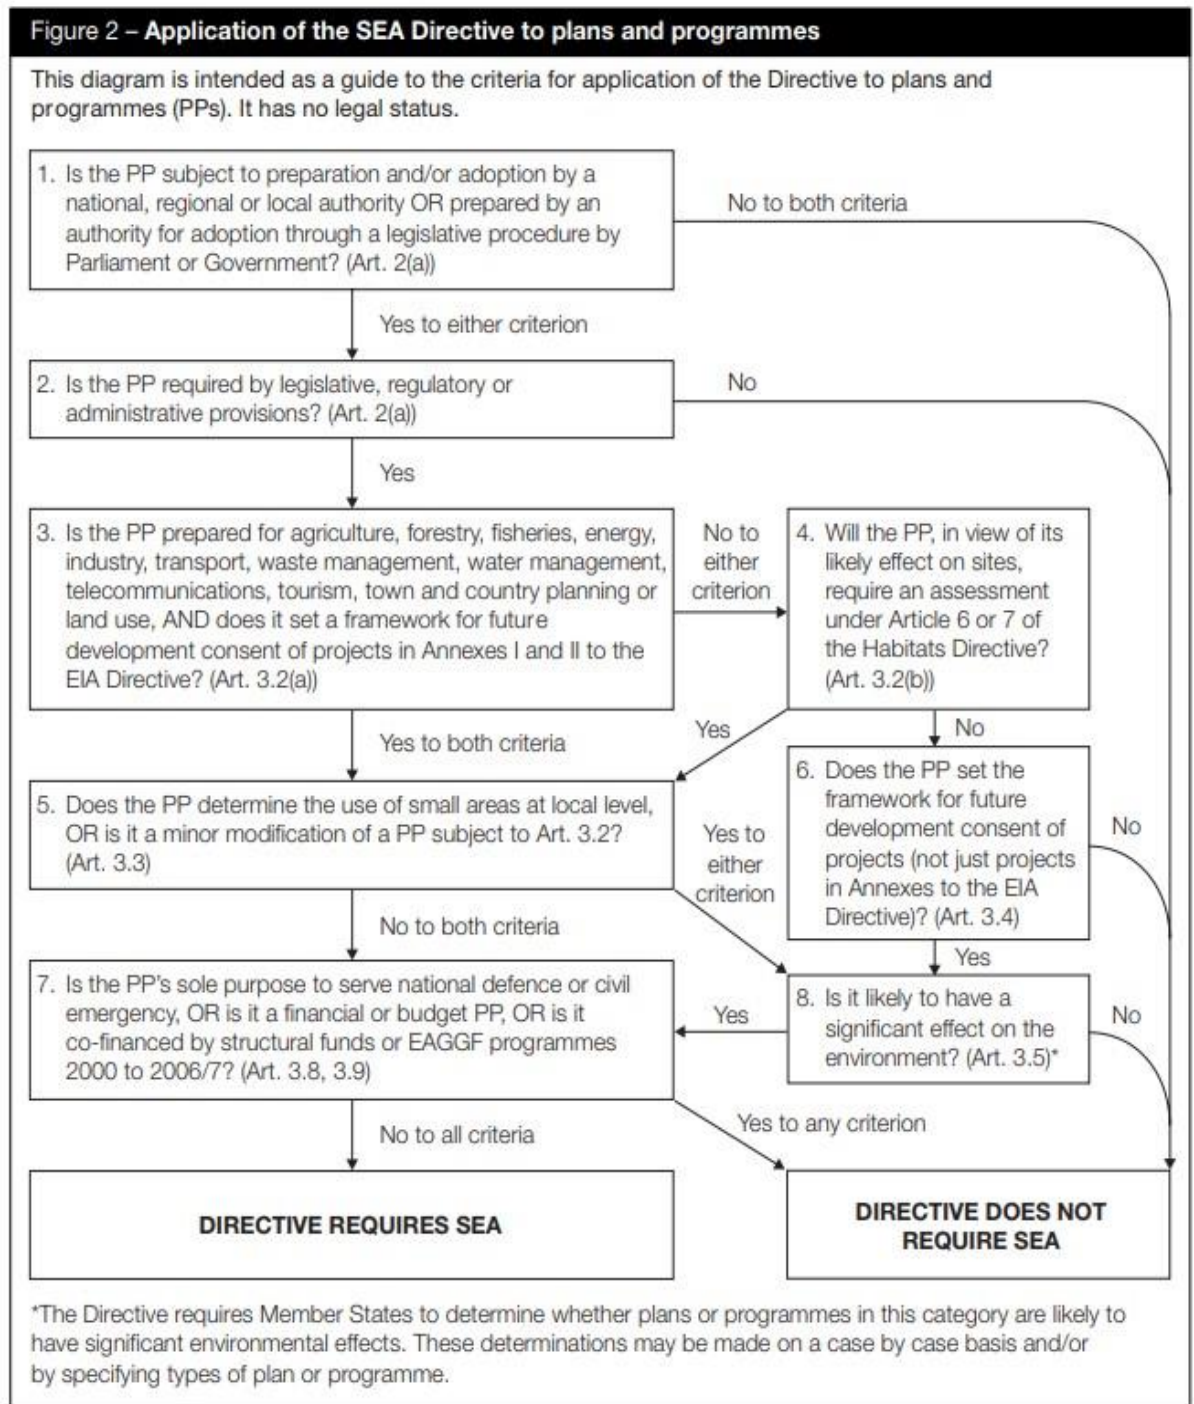 Figure 2 – Application of the SEA Directive to plans and programmes
This diagram is intended as a guide to the criteria for application of the Directive to plans and
programmes (PPs). It has no legal status.
1. Is the PP subject to preparation and/or adoption by a
national, regional or local authority OR prepared by an
authority for adoption through a legislative procedure by
Parliament or Government? (Art. 2(a))
No to both criteria
Yes to either criterion
2. Is the PP required by legislative, regulatory or
administrative provisions? (Art. 2(a))
No
Yes
3. Is the PP prepared for agriculture, forestry, fisheries, energy,
industry, transport, waste management, water management,
telecommunications, tourism, town and country planning or
land use, AND does it set a framework for future
development consent of projects in Annexes I and II to the
EIA Directive? (Art. 3.2(a))
No to
either
criterion
4. Will the PP, in view of its
likely effect on sites,
require an assessment
under Article 6 or 7 of
the Habitats Directive?
(Art. 3.2(b))
Yes to both criteria
Yes
No
5. Does the PP determine the use of small areas at local level,
OR is it a minor modification of a PP subject to Art. 3.2?
(Art. 3.3)
Yes to
either
criterion
6. Does the PP set the
framework for future
development consent of
projects (not just projects
in Annexes to the EIA
Directive)? (Art. 3.4)
No
No to both criteria
Yes
7. Is the PP's sole purpose to serve national defence or civil
emergency, OR is it a financial or budget PP, OR is it
co-financed by structural funds or EAGGF programmes
2000 to 2006/7? (Art. 3.8, 3.9)
Yes
8. Is it likely to have a
significant effect on the
environment? (Art. 3.5)*
No
No to all criteria
Yes to any criterion
DIRECTIVE REQUIRES SEA
DIRECTIVE DOES NOT
REQUIRE SEA
*The Directive requires Member States to determine whether plans or programmes in this category are likely to
have significant environmental effects. These determinations may be made on a case by case basis and/or
by specifying types of plan or programme.